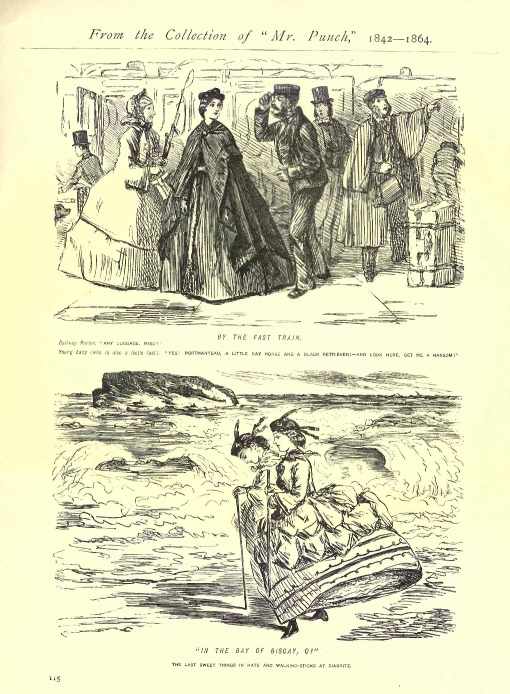 From the Collection of "Mr. Punch," 1842—1864.
BY THE FAST TRAIN.
Railway Porter. "ANY LUGGAGE, MISS?"
Young Lady (who is also a leetle fast). "YES! PORTMANTEAU, A LITTLE BAY HORSE AND A BLACK RETRIEVER!—AND LOOK HERE, GET ME A HANSOM!"
"IN THE BAY OF BISCAY, O!"
THE LAST SWEET THINGS IN HATS AND WALKING-STICKS AT BIARRITZ.
115